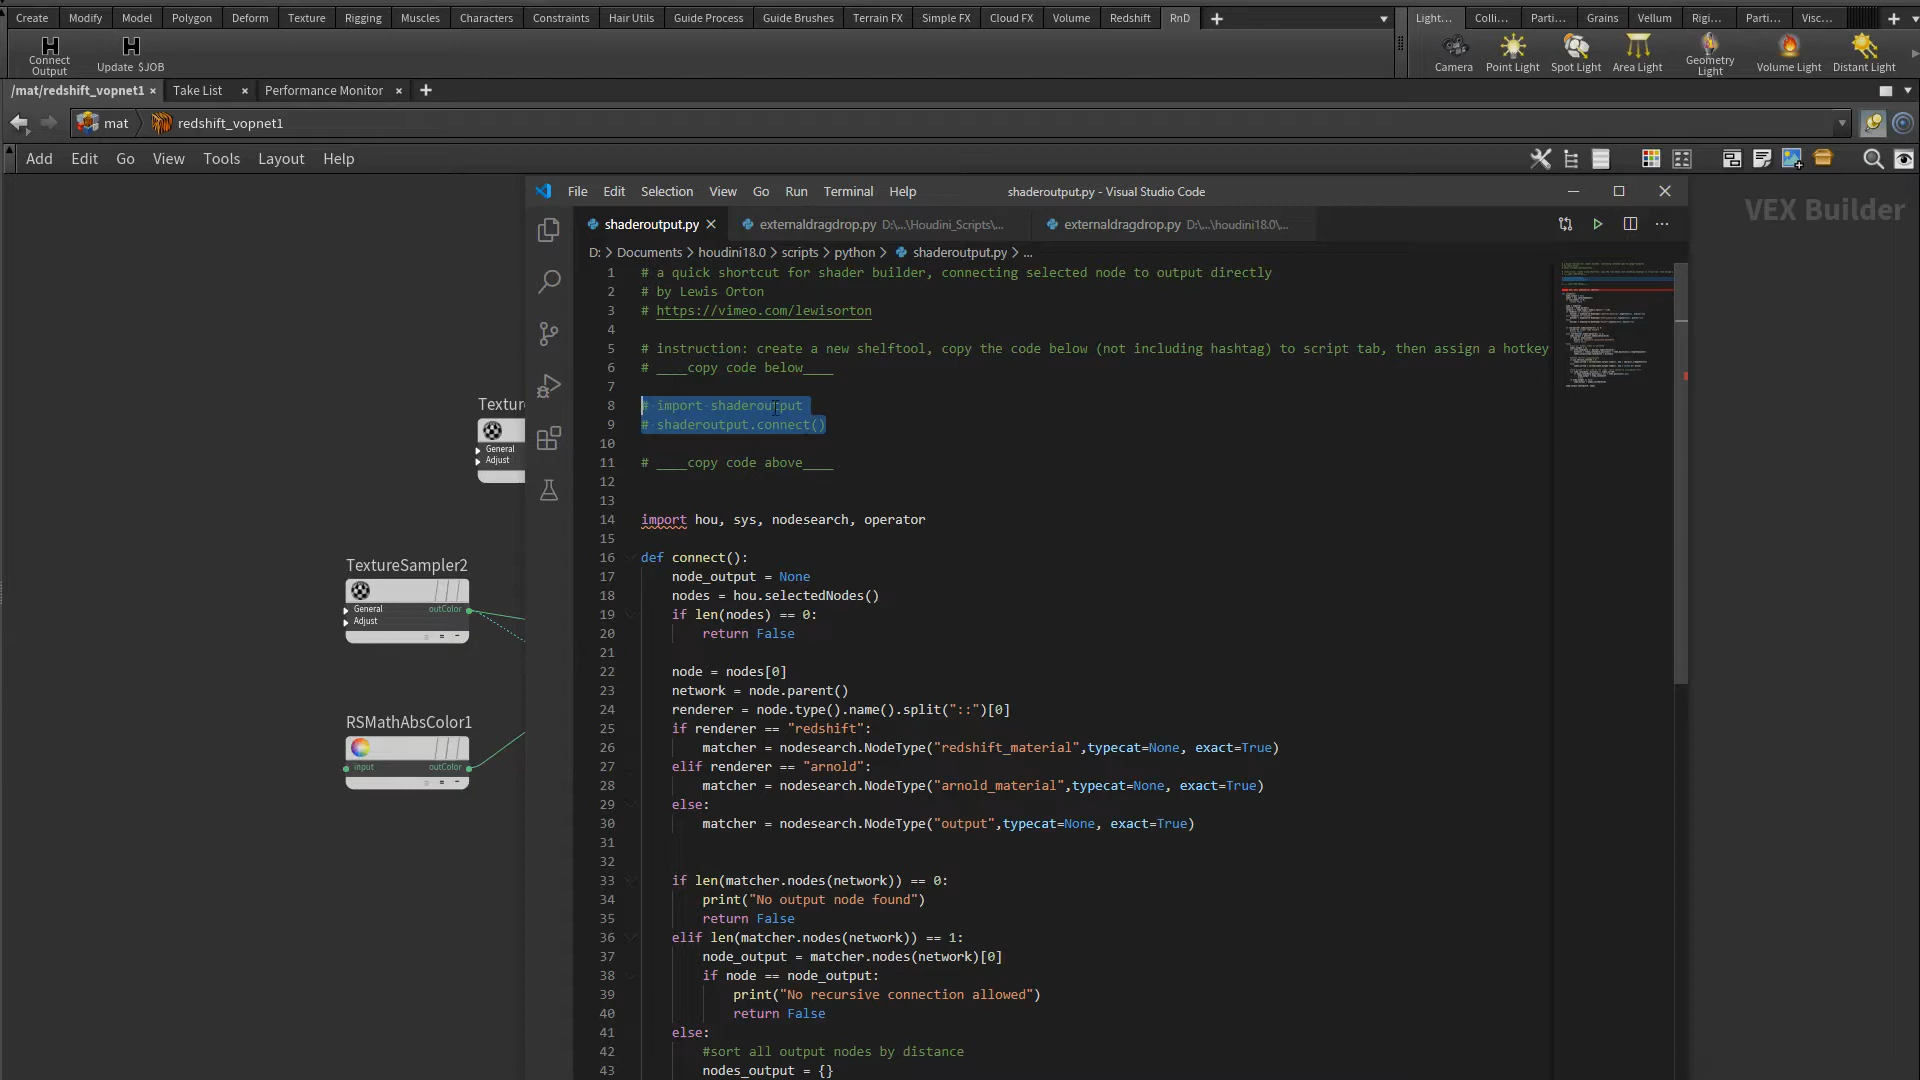 Create Modify Model Polygon Deform Texture Rigging Muscles Characters Constraints Hair Utils Guide Process Guide Brushes Terrain FX Simple FX Cloud FX Volume Redshift RnD
Light... Colli... Parti... Grains Vellum Rigi... Parti... Visc...
Connect Output
Update $JOB
Camera Point Light Spot Light Area Light Geometry Light Volume Light Distant Light
/mat/redshift_vopnet1 Take List Performance Monitor
mat redshift_vopnet1
Add Edit Go View Tools Layout Help
VEX Builder
Textur
General
Adjust
TextureSampler2
General outColor
Adjust
RSMathAbsColor1
input outColor
File Edit Selection View Go Run Terminal Help shaderoutput.py - Visual Studio Code
shaderoutput.py externaldragdrop.py D:\...\Houdini_Scripts\... externaldragdrop.py D:\...\houdini18.0\...
D: > Documents > houdini18.0 > scripts > python > shaderoutput.py > ...
1 # a quick shortcut for shader builder, connecting selected node to output directly
2 # by Lewis Orton
3 # https://vimeo.com/lewisorton
4
5 # instruction: create a new shelftool, copy the code below (not including hashtag) to script tab, then assign a hotkey
6 # ____copy code below____
7
8 # import shaderoutput
9 # shaderoutput.connect()
10
11 # ____copy code above____
12
13
14 import hou, sys, nodesearch, operator
15
16 def connect():
17 node_output = None
18 nodes = hou.selectedNodes()
19 if len(nodes) == 0:
20 return False
21
22 node = nodes[0]
23 network = node.parent()
24 renderer = node.type().name().split("::")[0]
25 if renderer == "redshift":
26 matcher = nodesearch.NodeType("redshift_material",typecat=None, exact=True)
27 elif renderer == "arnold":
28 matcher = nodesearch.NodeType("arnold_material",typecat=None, exact=True)
29 else:
30 matcher = nodesearch.NodeType("output",typecat=None, exact=True)
31
32
33 if len(matcher.nodes(network)) == 0:
34 print("No output node found")
35 return False
36 elif len(matcher.nodes(network)) == 1:
37 node_output = matcher.nodes(network)[0]
38 if node == node_output:
39 print("No recursive connection allowed")
40 return False
41 else:
42 #sort all output nodes by distance
43 nodes_output = {}